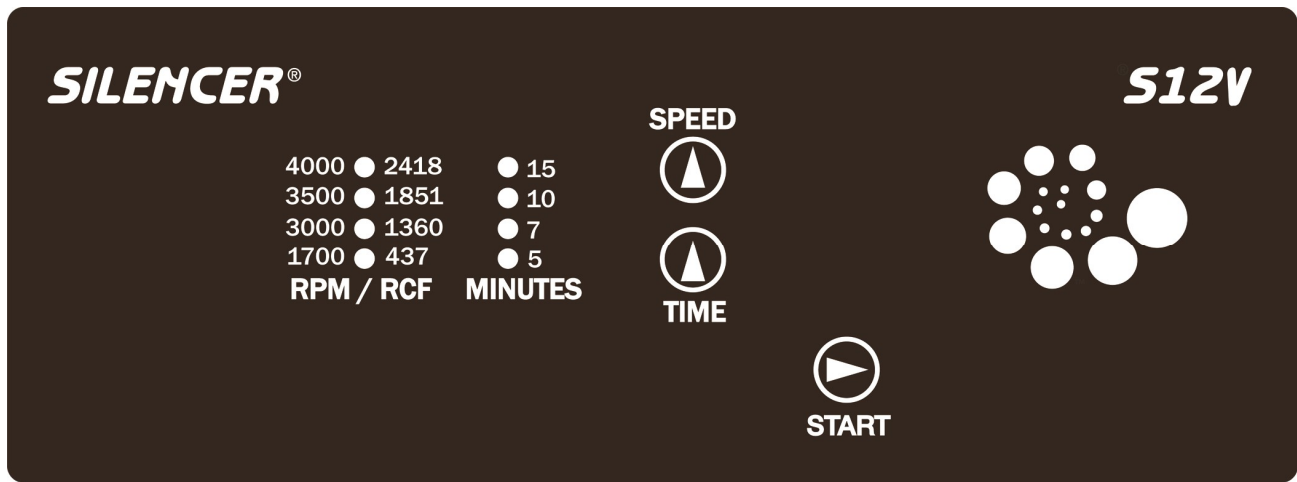 SILENCER®
S12V
SPEED
4000 2418 15
3500 1851 10
3000 1360 7
1700 437 5
RPM / RCF MINUTES
TIME
START